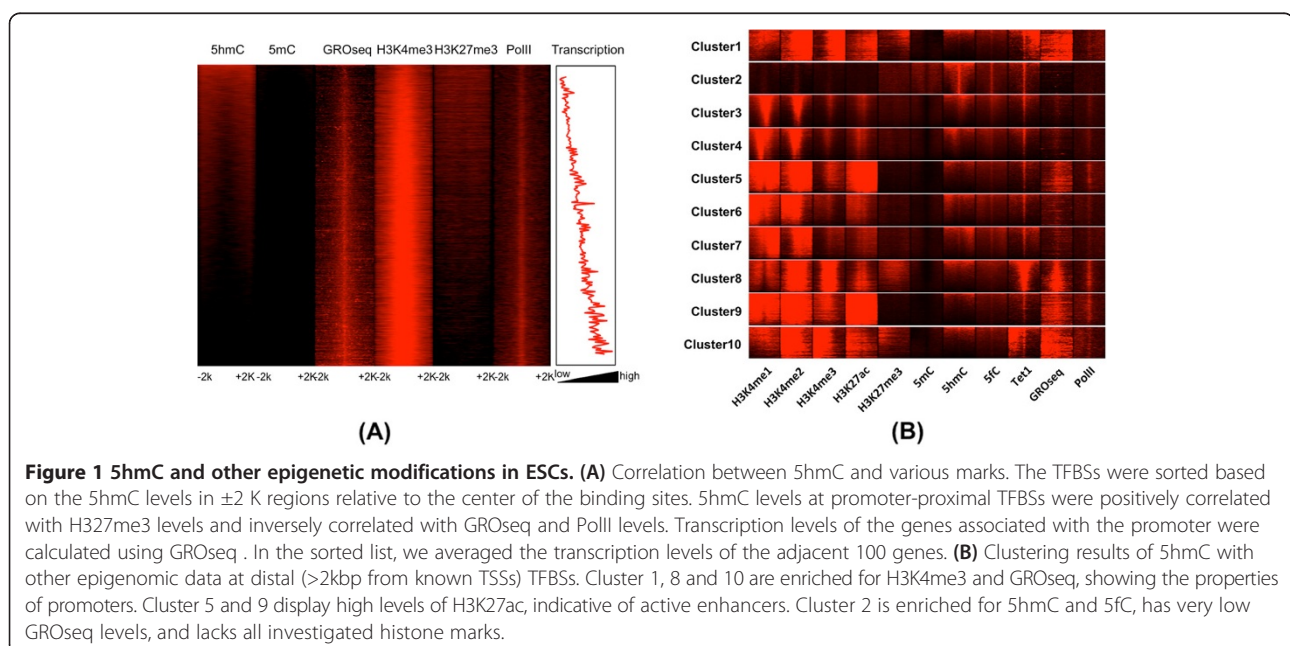 5hmC 5mC GROseq H3K4me3 H3K27me3 PolII Transcription
-2k +2K -2k +2K -2k +2K -2k +2K -2k +2K -2k +2K low high
(A)
Cluster1
Cluster2
Cluster3
Cluster4
Cluster5
Cluster6
Cluster7
Cluster8
Cluster9
Cluster10
H3K4me1 H3K4me2 H3K4me3 H3K27ac H3K27me3 5mC 5hmC 5fC Tet1 GROseq PolII
(B)
Figure 1 5hmC and other epigenetic modifications in ESCs. (A) Correlation between 5hmC and various marks. The TFBSs were sorted based
on the 5hmC levels in ±2 K regions relative to the center of the binding sites. 5hmC levels at promoter-proximal TFBSs were positively correlated
with H327me3 levels and inversely correlated with GROseq and PolII levels. Transcription levels of the genes associated with the promoter were
calculated using GROseq . In the sorted list, we averaged the transcription levels of the adjacent 100 genes. (B) Clustering results of 5hmC with
other epigenomic data at distal (>2kbp from known TSSs) TFBSs. Cluster 1, 8 and 10 are enriched for H3K4me3 and GROseq, showing the properties
of promoters. Cluster 5 and 9 display high levels of H3K27ac, indicative of active enhancers. Cluster 2 is enriched for 5hmC and 5fC, has very low
GROseq levels, and lacks all investigated histone marks.